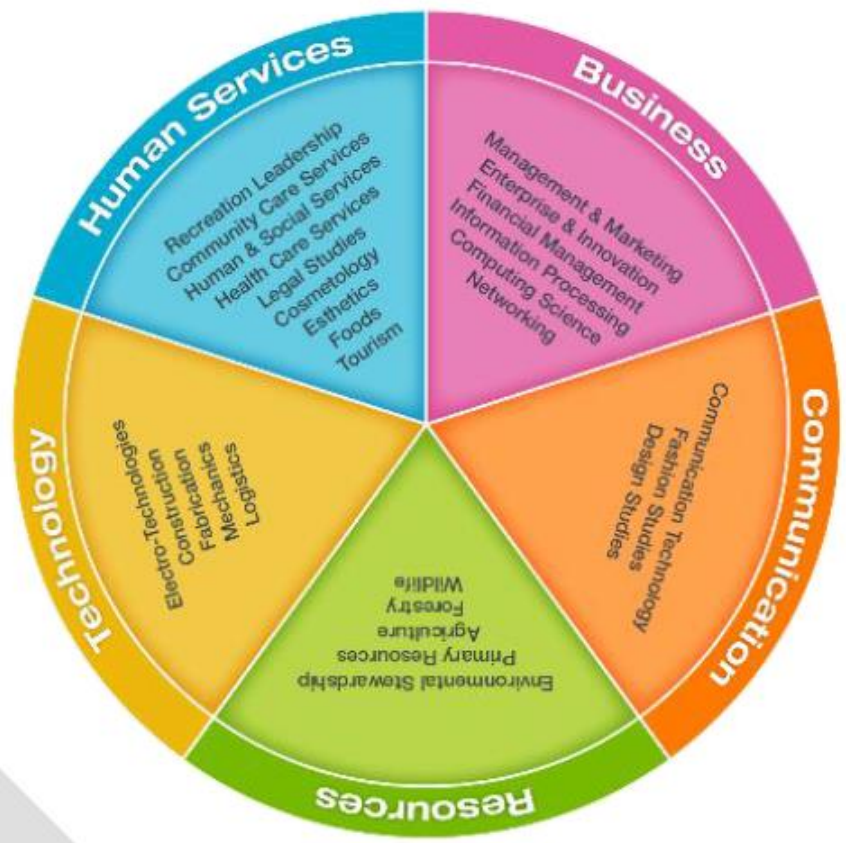 Human Services
Recreation Leadership
Community Care Services
Human & Social Services
Health Care Services
Legal Studies
Cosmetology
Esthetics
Foods
Tourism
Business
Management & Marketing
Enterprise & Innovation
Financial Management
Information Processing
Computing Science
Networking
Communication
Communication Technology
Fashion Studies
Design Studies
Resources
Environmental Stewardship
Primary Resources
Agriculture
Forestry
Wildlife
Technology
Electro-Technologies
Construction
Fabrication
Mechanics
Logistics